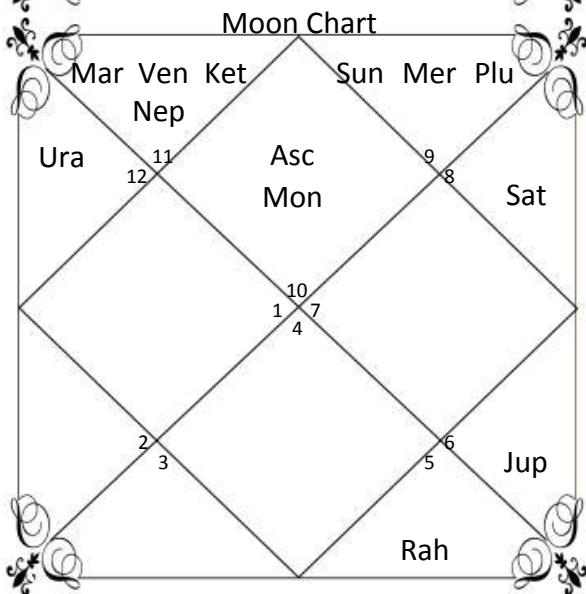 Moon Chart
Mar Ven Ket Sun Mer Plu
Nep
Ura 11 Asc 9
12 8
Mon Sat
10
1 7
4
2 6
3 5 Jup
Rah